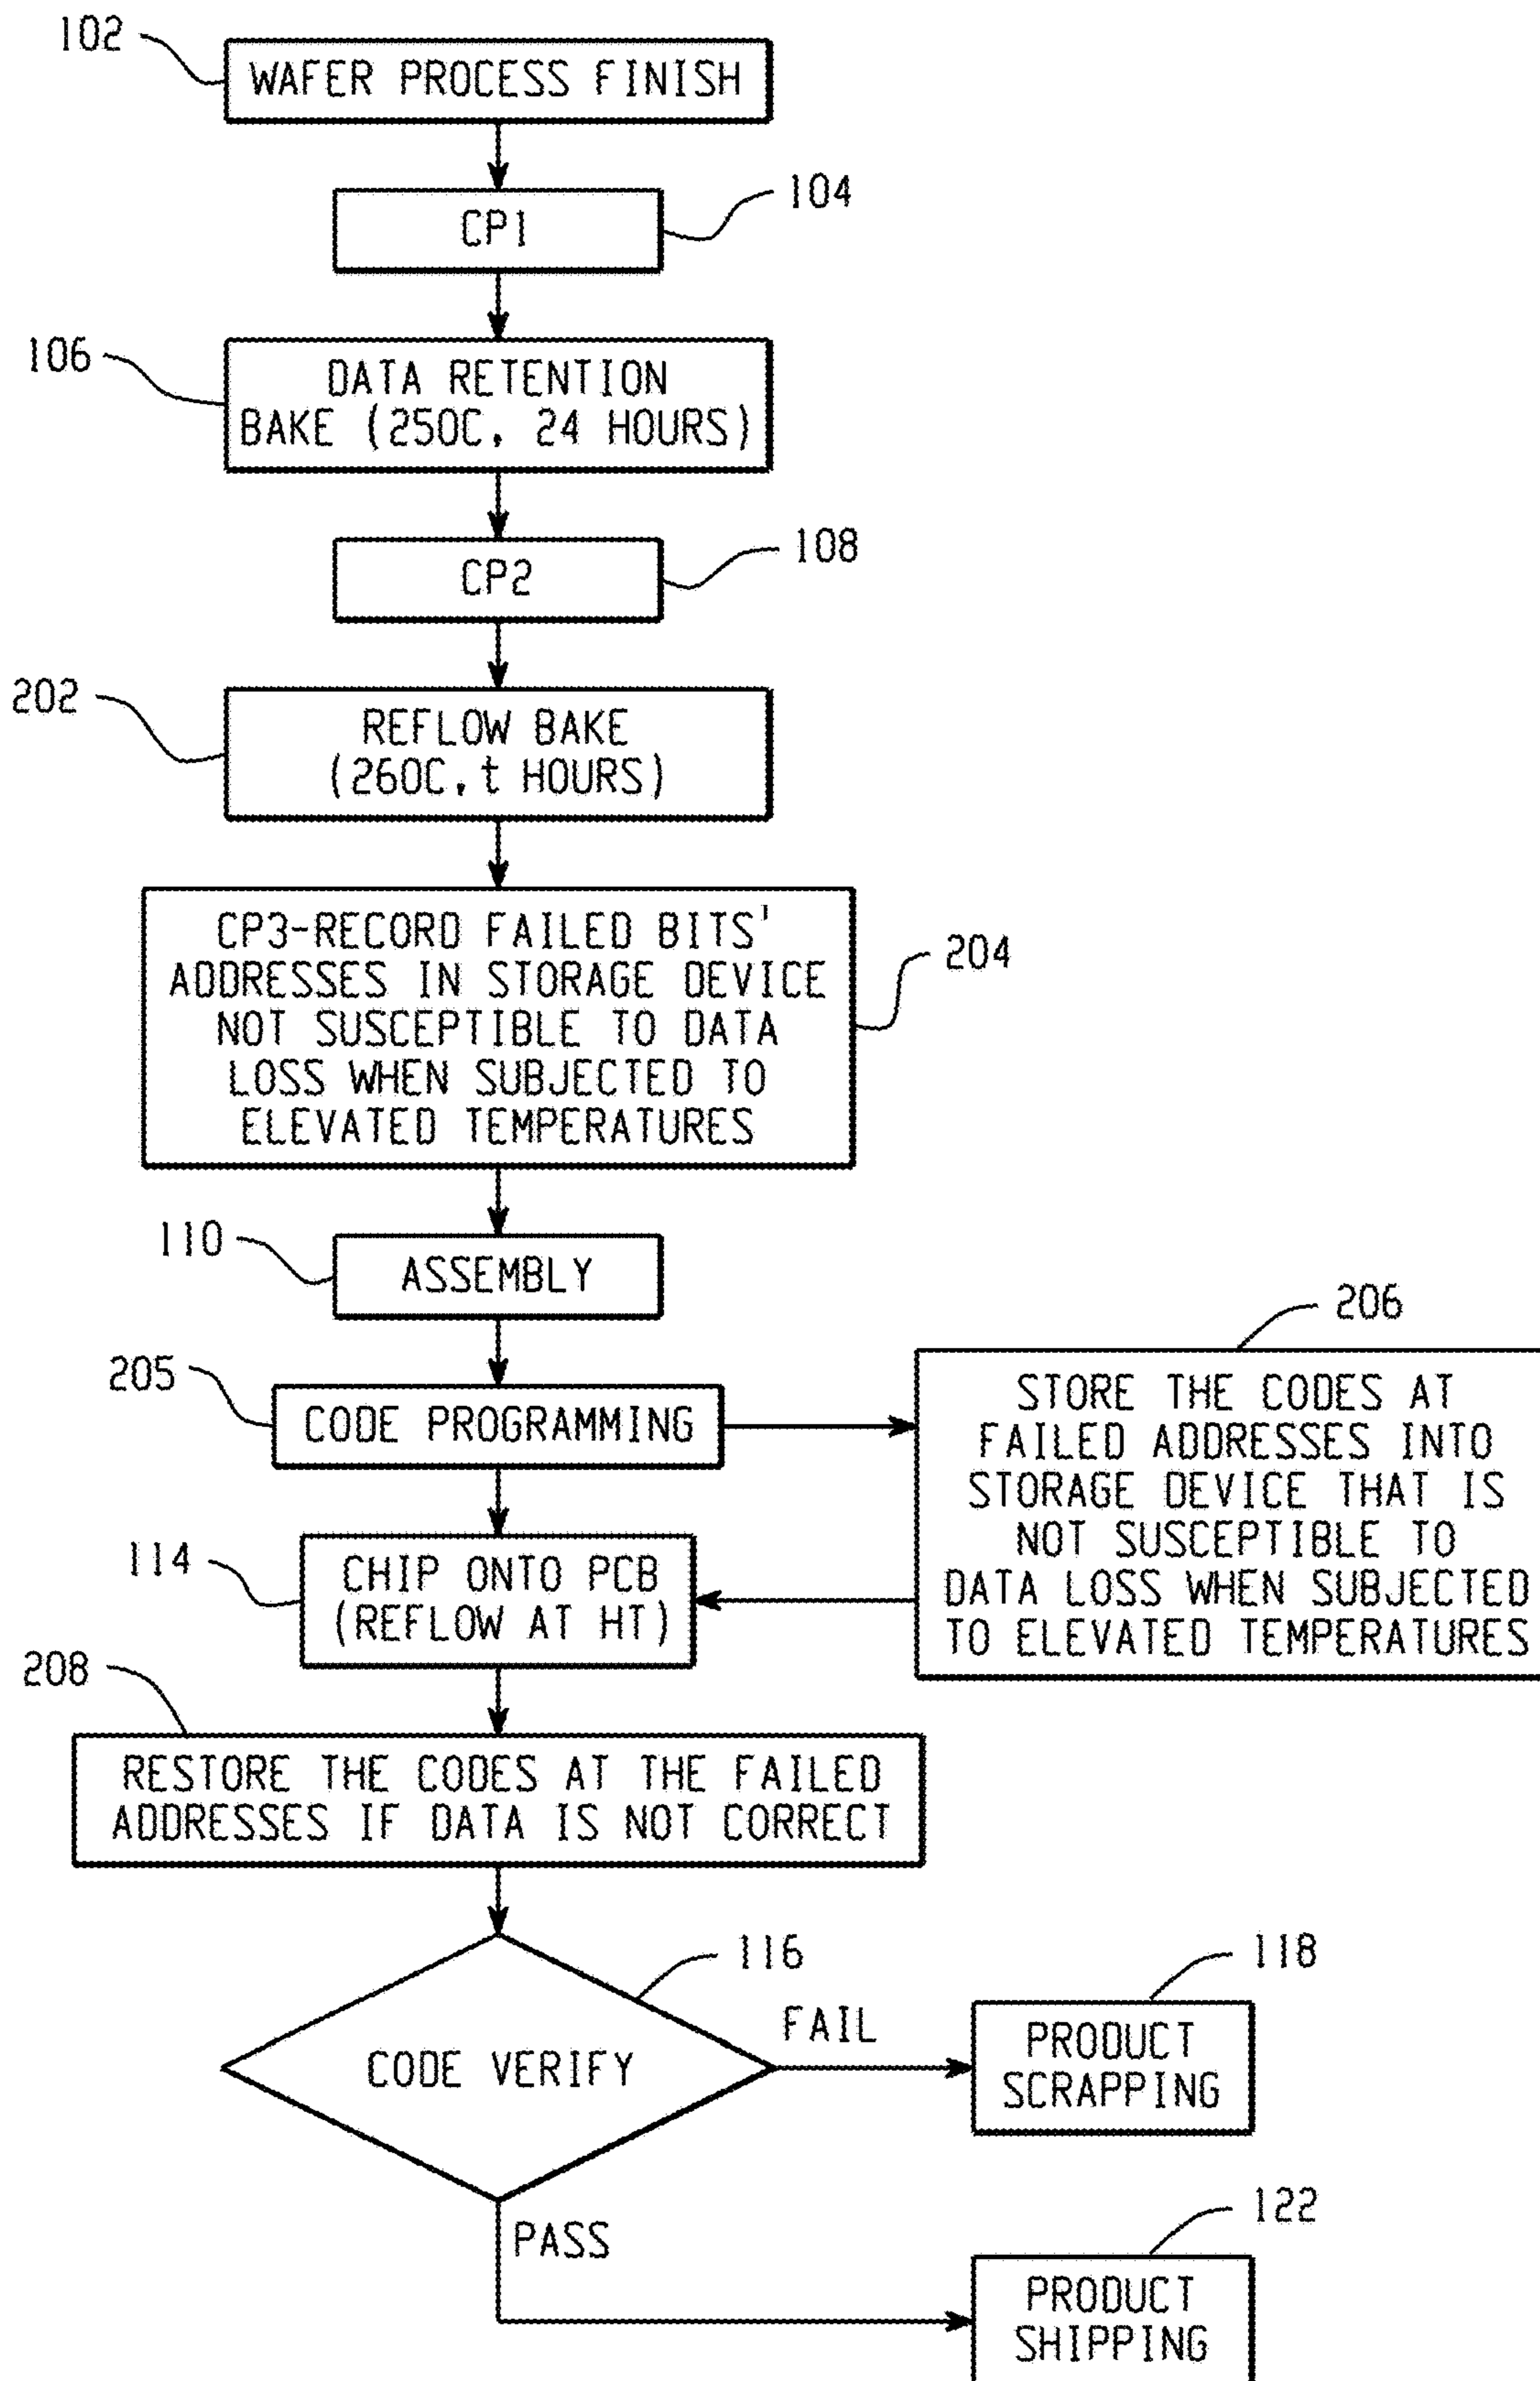 102
WAFER PROCESS FINISH
CP1
104
106
DATA RETENTION
BAKE (250C, 24 HOURS)
CP2
108
202
REFLOW BAKE
(260C, t HOURS)
CP3-RECORD FAILED BITS'
ADDRESSES IN STORAGE DEVICE
NOT SUSCEPTIBLE TO DATA
LOSS WHEN SUBJECTED TO
ELEVATED TEMPERATURES
204
110
ASSEMBLY
205
CODE PROGRAMMING
206
STORE THE CODES AT
FAILED ADDRESSES INTO
STORAGE DEVICE THAT IS
NOT SUSCEPTIBLE TO
DATA LOSS WHEN SUBJECTED
TO ELEVATED TEMPERATURES
114
CHIP ONTO PCB
(REFLOW AT HT)
208
RESTORE THE CODES AT THE FAILED
ADDRESSES IF DATA IS NOT CORRECT
116
CODE VERIFY
FAIL
118
PRODUCT
SCRAPPING
PASS
122
PRODUCT
SHIPPING